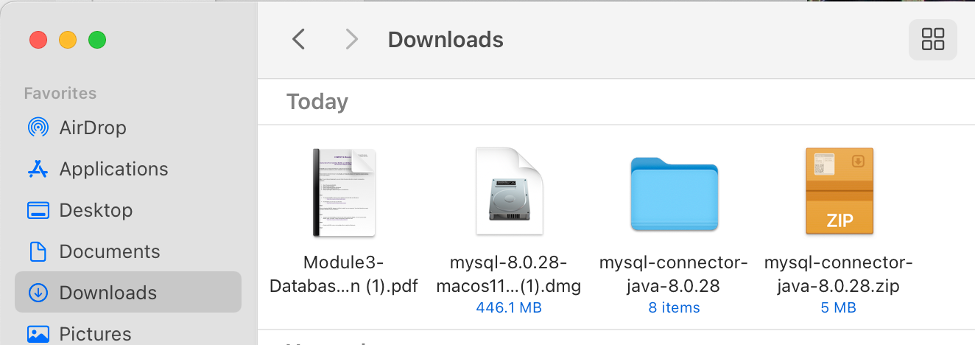 Downloads
Favorites
AirDrop
Applications
Desktop
Documents
Downloads
Pictures
Today
Module3-
Databas...n (1).pdf
mysql-8.0.28-
macos11...(1).dmg
446.1 MB
mysql-connector-
java-8.0.28
8 items
ZIP
mysql-connector-
java-8.0.28.zip
5 MB